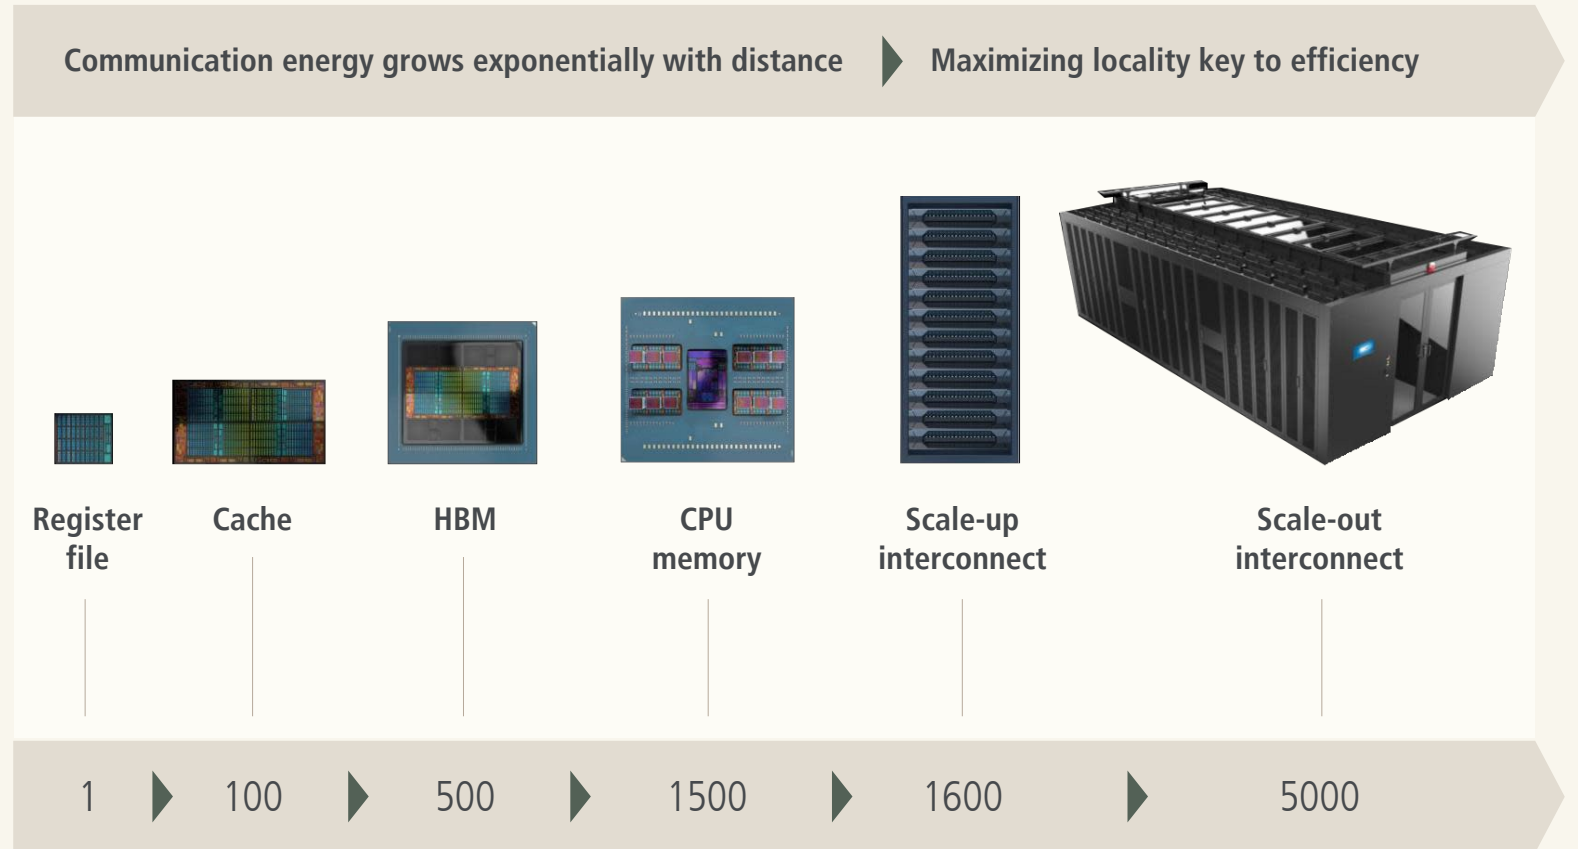 Communication energy grows exponentially with distance
Maximizing locality key to efficiency
Register
file
Cache
HBM
CPU
memory
Scale-up
interconnect
Scale-out
interconnect
1
100
500
1500
1600
5000